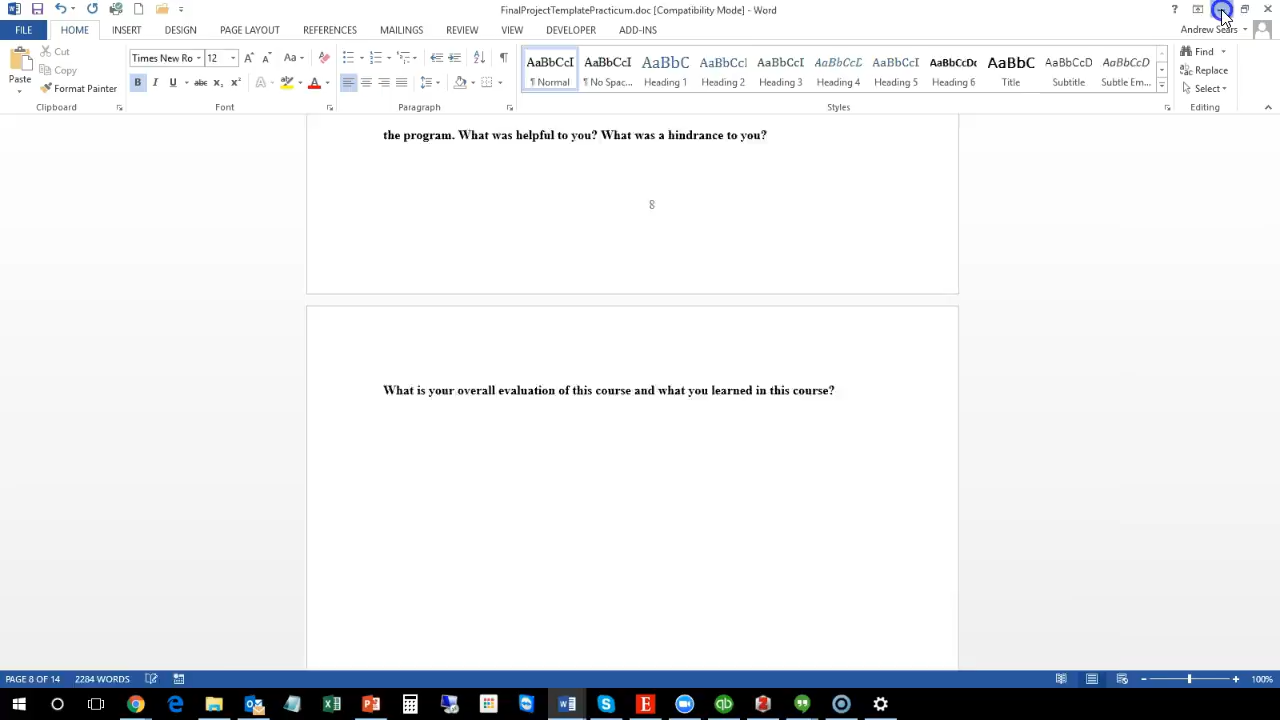 FinalProjectTemplatePracticum.doc [Compatibility Mode] - Word
?
FILE HOME INSERT DESIGN PAGE LAYOUT REFERENCES MAILINGS REVIEW VIEW DEVELOPER ADD-INS
Andrew Sears
Paste
Cut
Copy
Format Painter
Clipboard
Times New Ro 12
Aa
B I U abc x₂ x²
Font
Paragraph
AaBbCcI AaBbCcI AaBbC AaBbCcI AaBbCcI AaBbCcL AaBbCcI AaBbCcDc AaBbC AaBbCcD AaBbCcD
¶ Normal ¶ No Spac... Heading 1 Heading 2 Heading 3 Heading 4 Heading 5 Heading 6 Title Subtitle Subtle Em...
Styles
Find
Replace
Select
Editing
the program. What was helpful to you? What was a hindrance to you?
8
What is your overall evaluation of this course and what you learned in this course?
PAGE 8 OF 14 2284 WORDS
100%